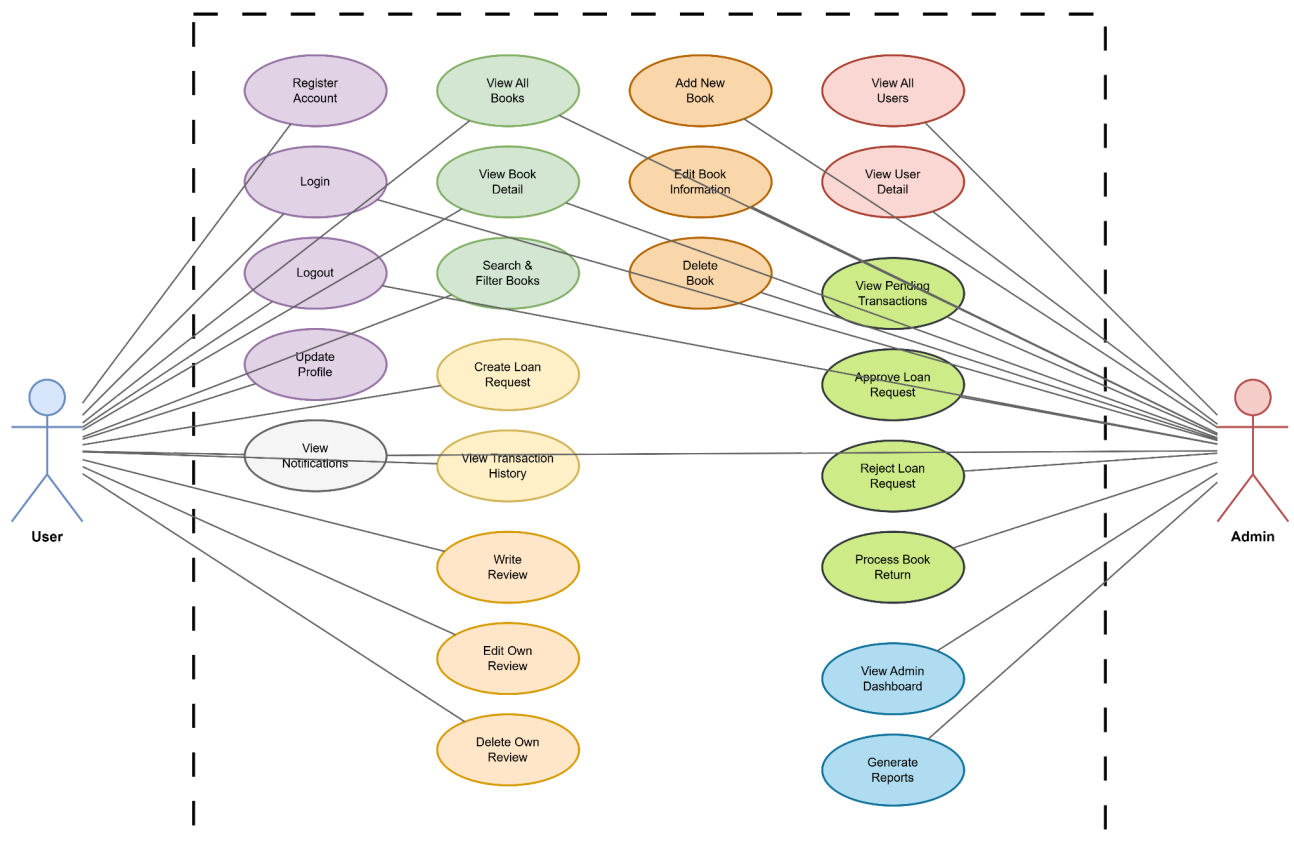 Register
Account
View All
Books
Add New
Book
View All
Users
Login
View Book
Detail
Edit Book
Information
View User
Detail
Logout
Search &
Filter Books
Delete
Book
View Pending
Transactions
Update
Profile
Create Loan
Request
Approve Loan
Request
View
Notifications
View Transaction
History
Reject Loan
Request
User
Admin
Write
Review
Process Book
Return
Edit Own
Review
View Admin
Dashboard
Delete Own
Review
Generate
Reports